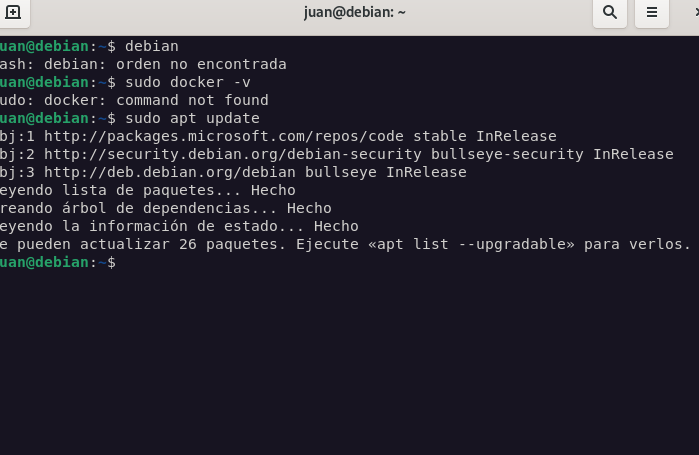 juan@debian: ~
uan@debian:~$ debian
ash: debian: orden no encontrada
uan@debian:~$ sudo docker -v
udo: docker: command not found
uan@debian:~$ sudo apt update
bj:1 http://packages.microsoft.com/repos/code stable InRelease
bj:2 http://security.debian.org/debian-security bullseye-security InRelease
bj:3 http://deb.debian.org/debian bullseye InRelease
eyendo lista de paquetes... Hecho
reando árbol de dependencias... Hecho
eyendo la información de estado... Hecho
e pueden actualizar 26 paquetes. Ejecute «apt list --upgradable» para verlos.
uan@debian:~$